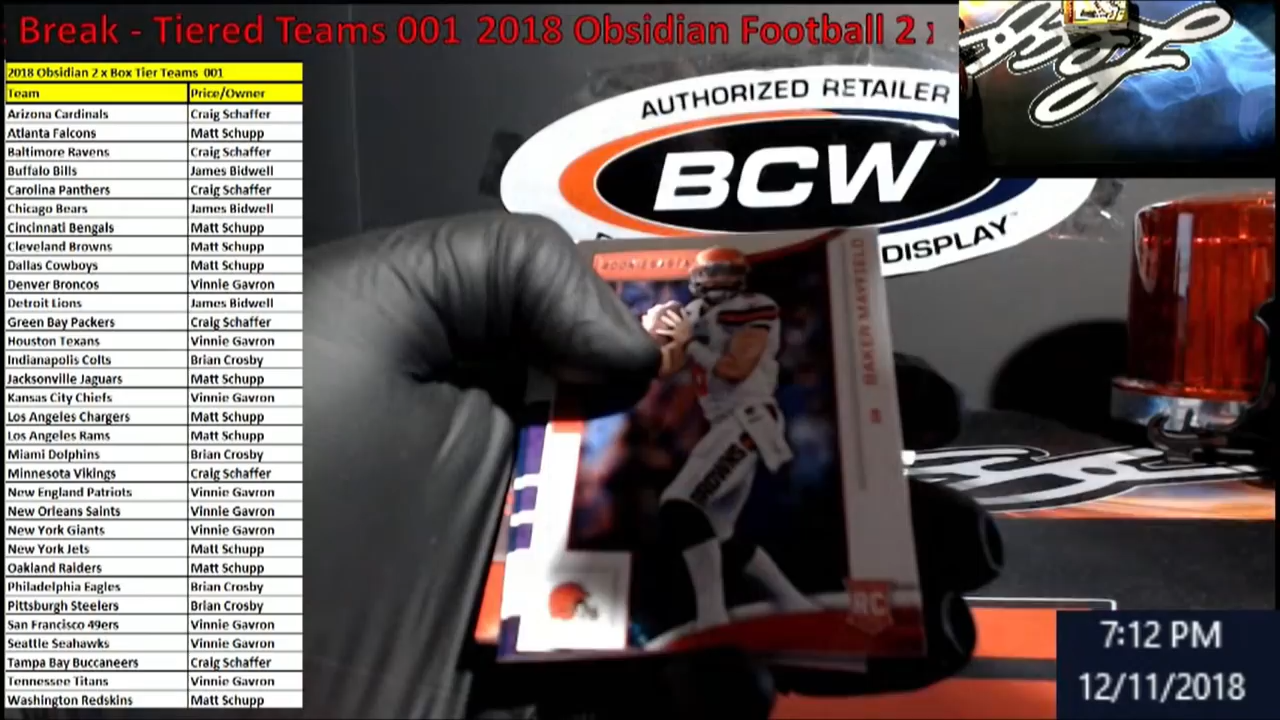 Break - Tiered Teams 001 2018 Obsidian Football 2 x
2018 Obsidian 2 x Box Tier Teams 001
Team Price/Owner
Arizona Cardinals Craig Schaffer
Atlanta Falcons Matt Schupp
Baltimore Ravens Craig Schaffer
Buffalo Bills James Bidwell
Carolina Panthers Craig Schaffer
Chicago Bears James Bidwell
Cincinnati Bengals Matt Schupp
Cleveland Browns Matt Schupp
Dallas Cowboys Matt Schupp
Denver Broncos Vinnie Gavron
Detroit Lions James Bidwell
Green Bay Packers Craig Schaffer
Houston Texans Vinnie Gavron
Indianapolis Colts Brian Crosby
Jacksonville Jaguars Matt Schupp
Kansas City Chiefs Vinnie Gavron
Los Angeles Chargers Matt Schupp
Los Angeles Rams Matt Schupp
Miami Dolphins Brian Crosby
Minnesota Vikings Craig Schaffer
New England Patriots Vinnie Gavron
New Orleans Saints Vinnie Gavron
New York Giants Vinnie Gavron
New York Jets Matt Schupp
Oakland Raiders Matt Schupp
Philadelphia Eagles Brian Crosby
Pittsburgh Steelers Brian Crosby
San Francisco 49ers Vinnie Gavron
Seattle Seahawks Vinnie Gavron
Tampa Bay Buccaneers Craig Schaffer
Tennessee Titans Vinnie Gavron
Washington Redskins Matt Schupp
AUTHORIZED RETAILER
BCW
DISPLAY™
BAKER MAYFIELD
BROWNS
RC
7:12 PM
12/11/2018